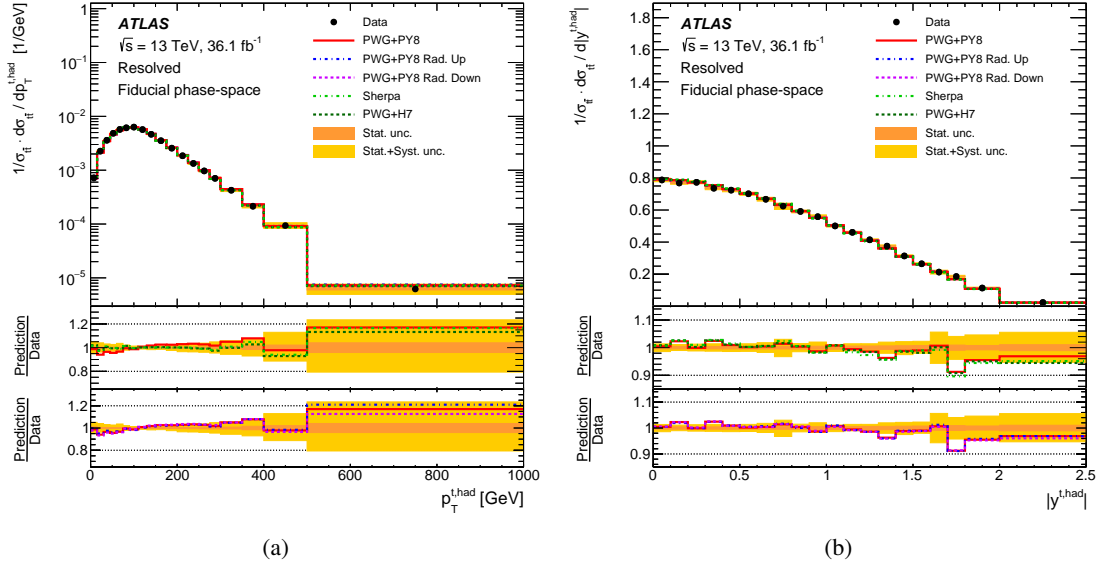 1/σ_tt̄ · dσ_tt̄ / dp_T^{t,had} [1/GeV]
1
10⁻¹
10⁻²
10⁻³
10⁻⁴
10⁻⁵
ATLAS
√s = 13 TeV, 36.1 fb⁻¹
Resolved
Fiducial phase-space
Data
PWG+PY8
PWG+PY8 Rad. Up
PWG+PY8 Rad. Down
Sherpa
PWG+H7
Stat. unc.
Stat.+Syst. unc.
Prediction
Data
1.2
1
0.8
Prediction
Data
1.2
1
0.8
0 200 400 600 800 1000
p_T^{t,had} [GeV]
(a)
1/σ_tt̄ · dσ_tt̄ / d|y^{t,had}|
1.8
1.6
1.4
1.2
1.0
0.8
0.6
0.4
0.2
ATLAS
√s = 13 TeV, 36.1 fb⁻¹
Resolved
Fiducial phase-space
Data
PWG+PY8
PWG+PY8 Rad. Up
PWG+PY8 Rad. Down
Sherpa
PWG+H7
Stat. unc.
Stat.+Syst. unc.
Prediction
Data
1.1
1
0.9
Prediction
Data
1.1
1
0.9
0 0.5 1 1.5 2 2.5
|y^{t,had}|
(b)